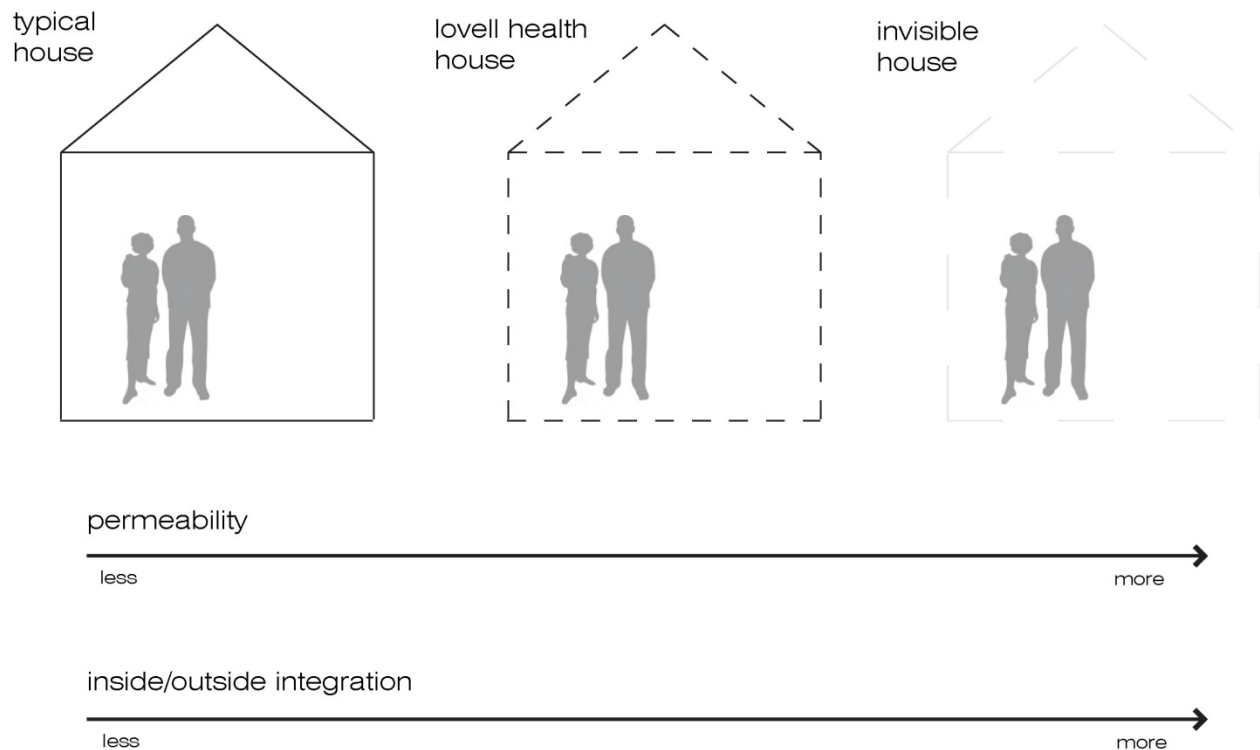 typical
house
lovell health
house
invisible
house
permeability
less
more
inside/outside integration
less
more